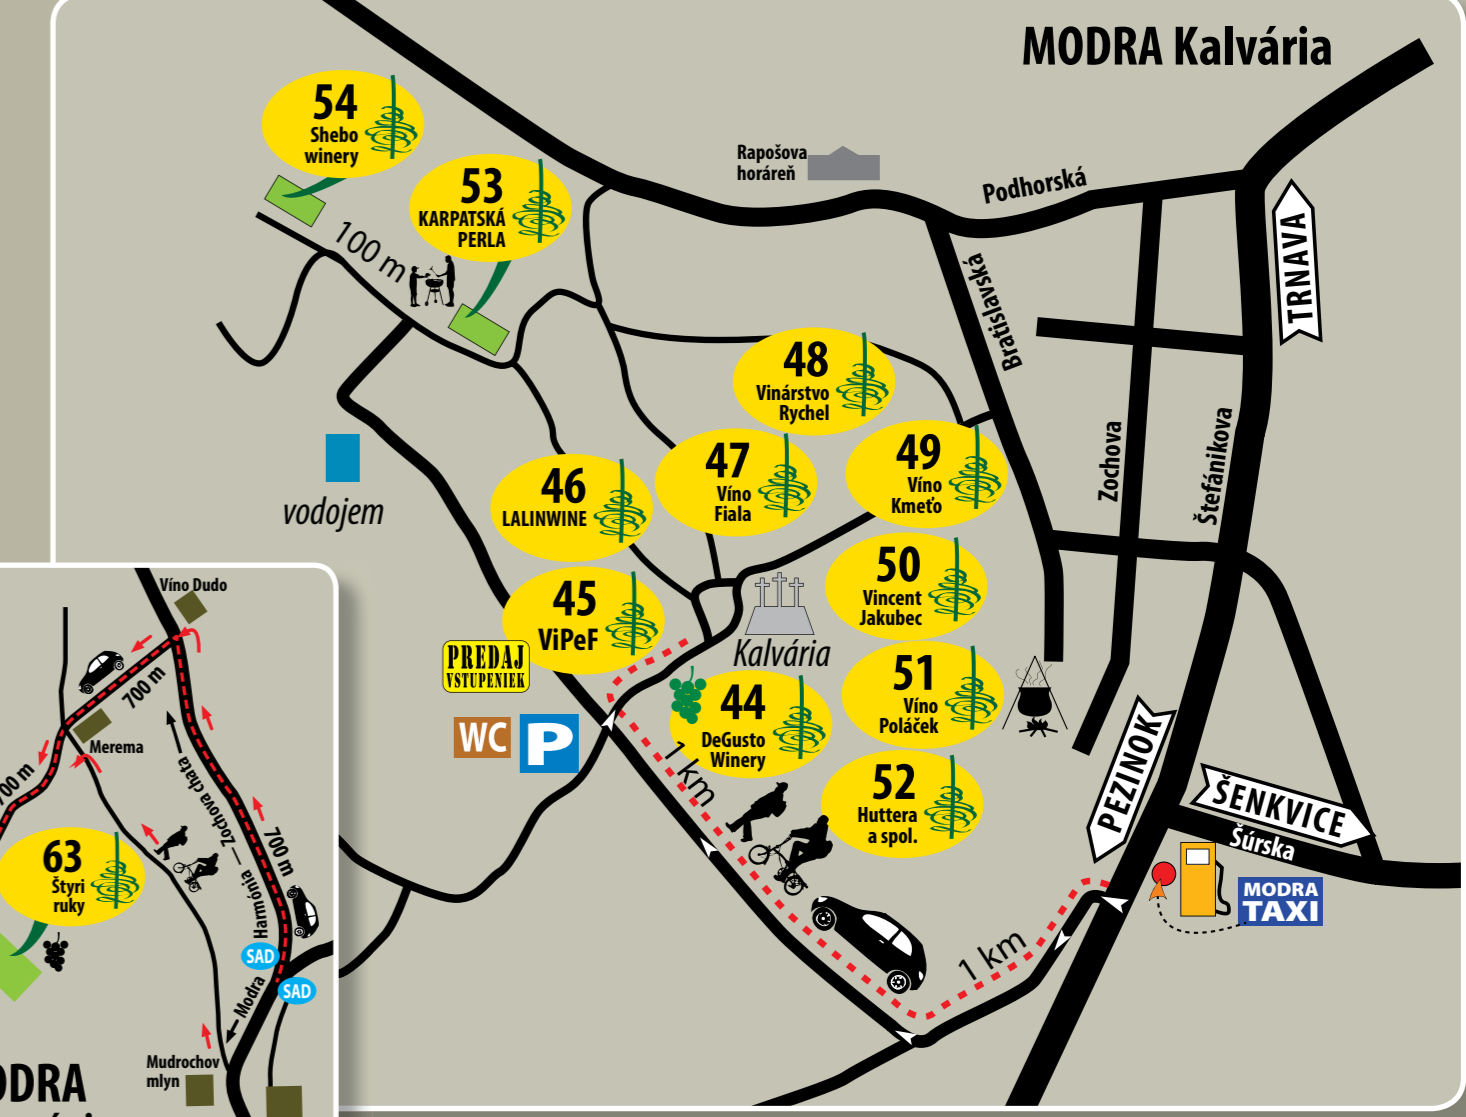 MODRA Kalvária
54
Shebo
winery
53
KARPATSKÁ
PERLA
100 m
Rapošova
horáreň
Podhorská
TRNAVA
Bratislavská
Zochova
Štefánikova
48
Vinárstvo
Rychel
47
Víno
Fiala
49
Víno
Kmeťo
46
LALINWINE
vodojem
45
ViPeF
50
Vincent
Jakubec
Kalvária
PREDAJ
VSTUPENIEK
WC
P
44
DeGusto
Winery
51
Víno
Poláček
52
Huttera
a spol.
1 km
1 km
PEZINOK
ŠENKVICE
Šúrska
MODRA
TAXI
Víno Dudo
700 m
Merema
700 m
Modra
Harmónia — Zochova chata
700 m
63
Štyri
ruky
SAD
SAD
Mudrochov
mlyn
ODRA